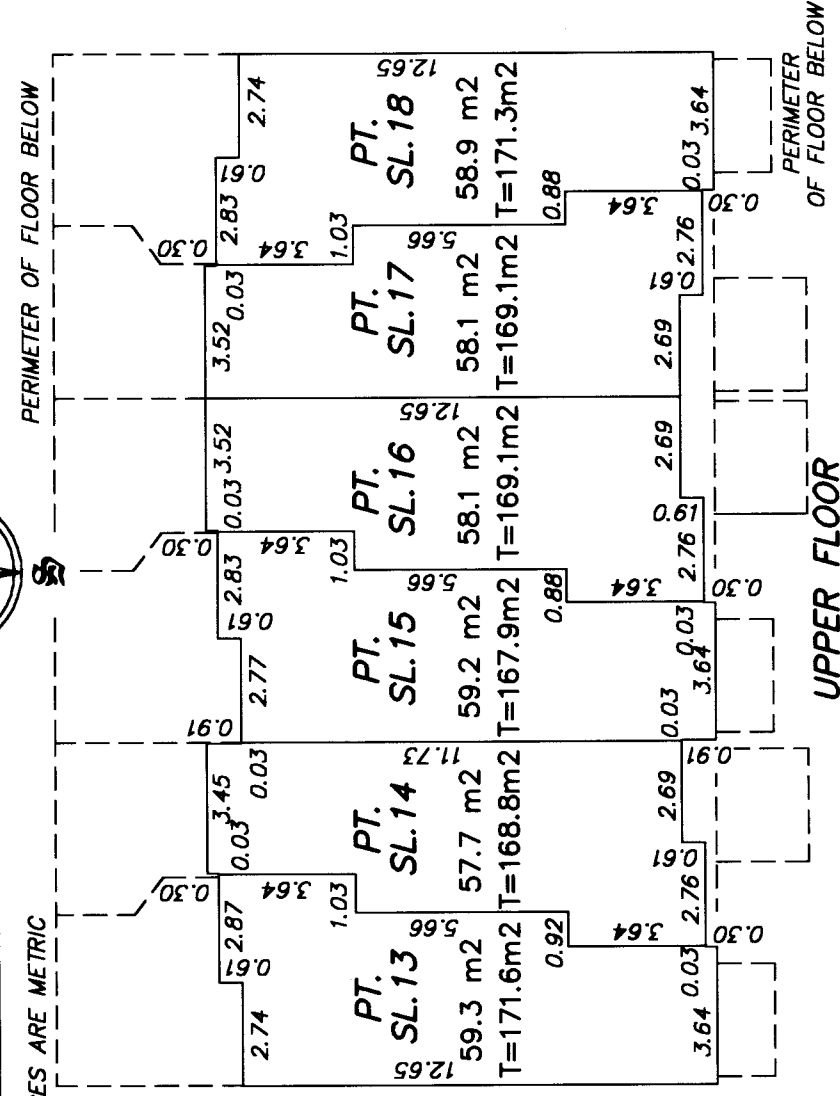 ES ARE METRIC
PERIMETER OF FLOOR BELOW
2.74
0.61
2.87
0.30
3.64
1.03
5.66
0.92
3.64
12.65
PT.
SL.13
59.3 m2
T=171.6m2
3.64
0.03
0.30
3.45
0.03
0.03
0.91
11.73
PT.
SL.14
57.7 m2
T=168.8m2
2.76
0.61
2.69
0.91
2.77
0.61
2.83
0.30
3.64
1.03
5.66
0.88
3.64
PT.
SL.15
59.2 m2
T=167.9m2
0.03
3.64
0.03
0.30
0.03
3.52
12.65
PT.
SL.16
58.1 m2
T=169.1m2
2.76
0.61
2.69
3.52
0.03
PT.
SL.17
58.1 m2
T=169.1m2
2.69
0.61
2.76
0.30
0.30
2.83
0.61
2.74
3.64
1.03
5.66
0.88
3.64
12.65
PT.
SL.18
58.9 m2
T=171.3m2
0.03
3.64
PERIMETER
OF FLOOR BELOW
UPPER FLOOR